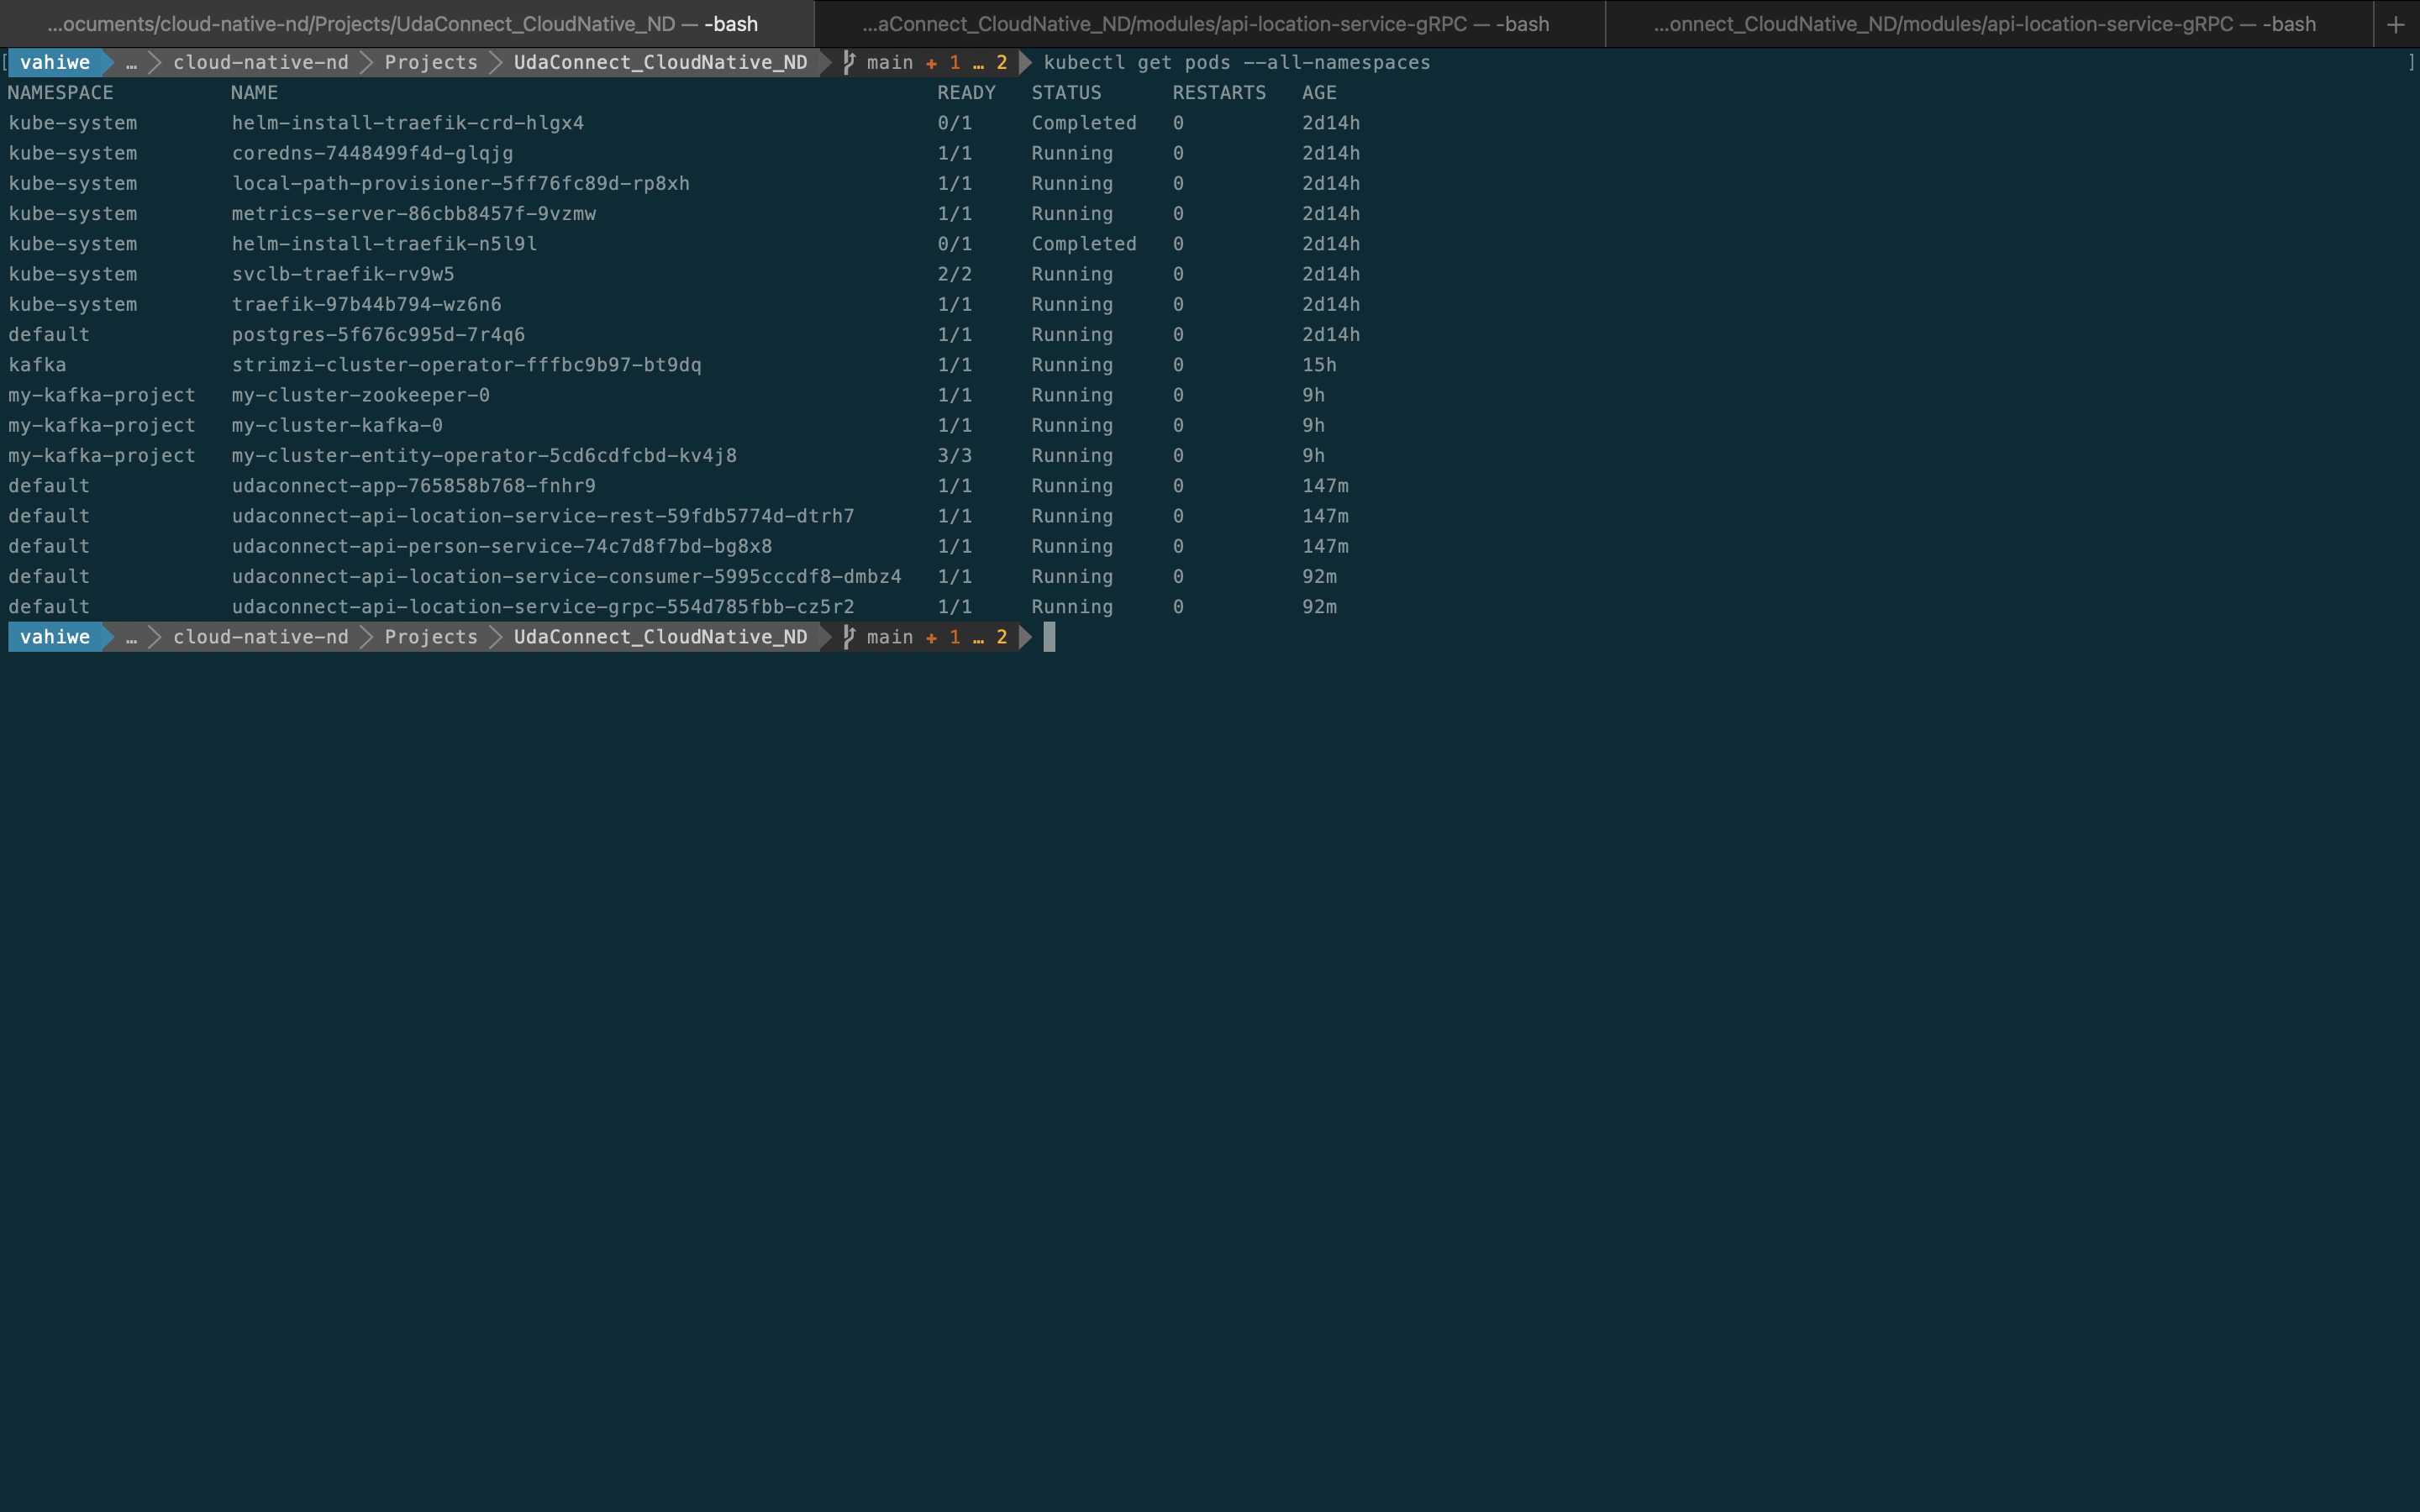 ...ocuments/cloud-native-nd/Projects/UdaConnect_CloudNative_ND — -bash
...aConnect_CloudNative_ND/modules/api-location-service-gRPC — -bash
...onnect_CloudNative_ND/modules/api-location-service-gRPC — -bash
+
[vahiwe … cloud-native-nd Projects UdaConnect_CloudNative_ND main + 1 … 2 kubectl get pods --all-namespaces ]
NAMESPACE NAME READY STATUS RESTARTS AGE
kube-system helm-install-traefik-crd-hlgx4 0/1 Completed 0 2d14h
kube-system coredns-7448499f4d-glqjg 1/1 Running 0 2d14h
kube-system local-path-provisioner-5ff76fc89d-rp8xh 1/1 Running 0 2d14h
kube-system metrics-server-86cbb8457f-9vzmw 1/1 Running 0 2d14h
kube-system helm-install-traefik-n5l9l 0/1 Completed 0 2d14h
kube-system svclb-traefik-rv9w5 2/2 Running 0 2d14h
kube-system traefik-97b44b794-wz6n6 1/1 Running 0 2d14h
default postgres-5f676c995d-7r4q6 1/1 Running 0 2d14h
kafka strimzi-cluster-operator-fffbc9b97-bt9dq 1/1 Running 0 15h
my-kafka-project my-cluster-zookeeper-0 1/1 Running 0 9h
my-kafka-project my-cluster-kafka-0 1/1 Running 0 9h
my-kafka-project my-cluster-entity-operator-5cd6cdfcbd-kv4j8 3/3 Running 0 9h
default udaconnect-app-765858b768-fnhr9 1/1 Running 0 147m
default udaconnect-api-location-service-rest-59fdb5774d-dtrh7 1/1 Running 0 147m
default udaconnect-api-person-service-74c7d8f7bd-bg8x8 1/1 Running 0 147m
default udaconnect-api-location-service-consumer-5995cccdf8-dmbz4 1/1 Running 0 92m
default udaconnect-api-location-service-grpc-554d785fbb-cz5r2 1/1 Running 0 92m
vahiwe … cloud-native-nd Projects UdaConnect_CloudNative_ND main + 1 … 2